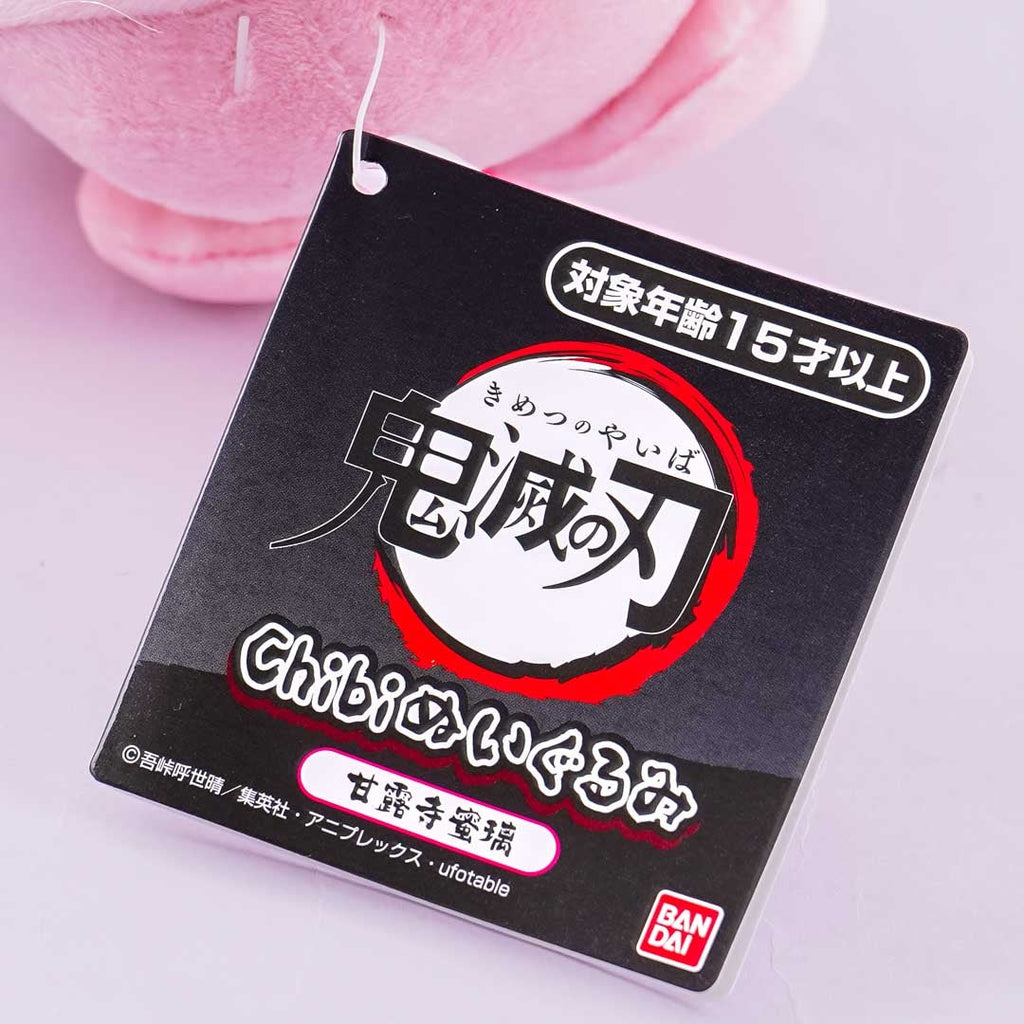 対象年齢15才以上
きめつのやいば
鬼滅の刃
Chibiぬいぐるみ
甘露寺蜜璃
©吾峠呼世晴／集英社・アニプレックス・ufotable
BAN
DAI